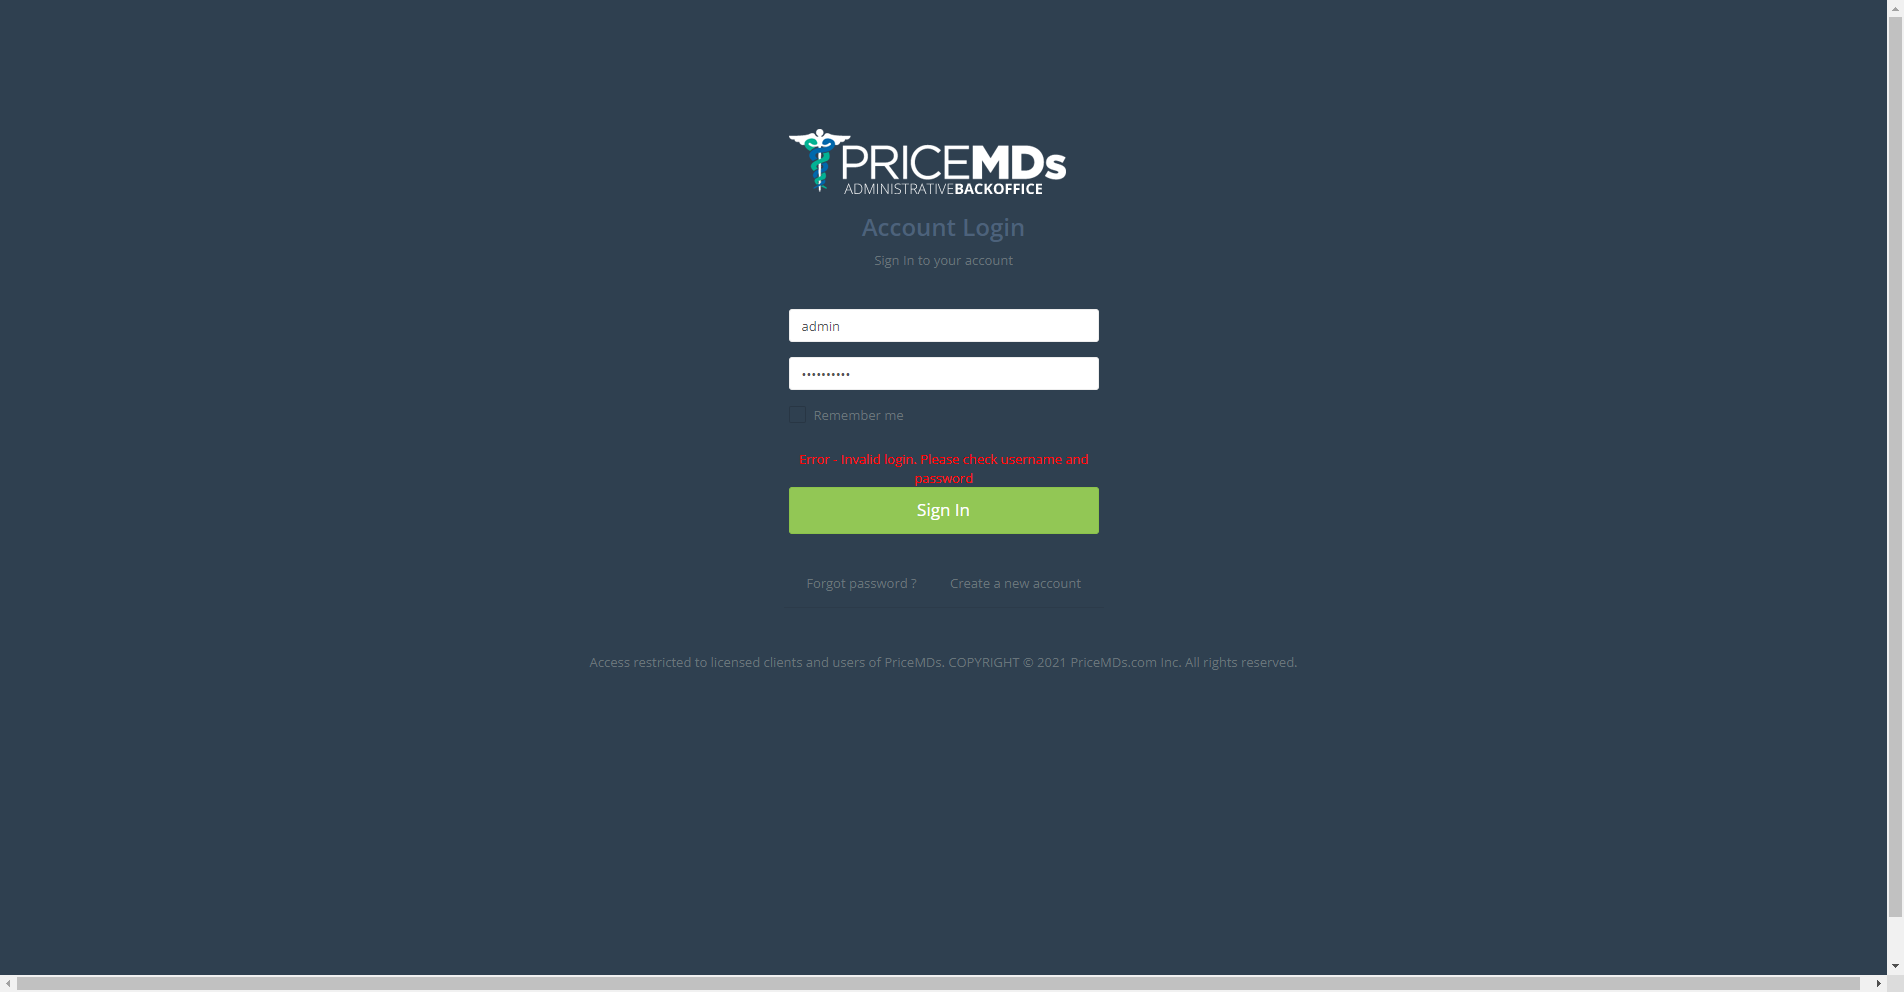 PRICEMDs
ADMINISTRATIVEBACKOFFICE
Account Login
Sign In to your account
admin
••••••••••
Remember me
Error - Invalid login. Please check username and
password
Sign In
Forgot password ? Create a new account
Access restricted to licensed clients and users of PriceMDs. COPYRIGHT © 2021 PriceMDs.com Inc. All rights reserved.